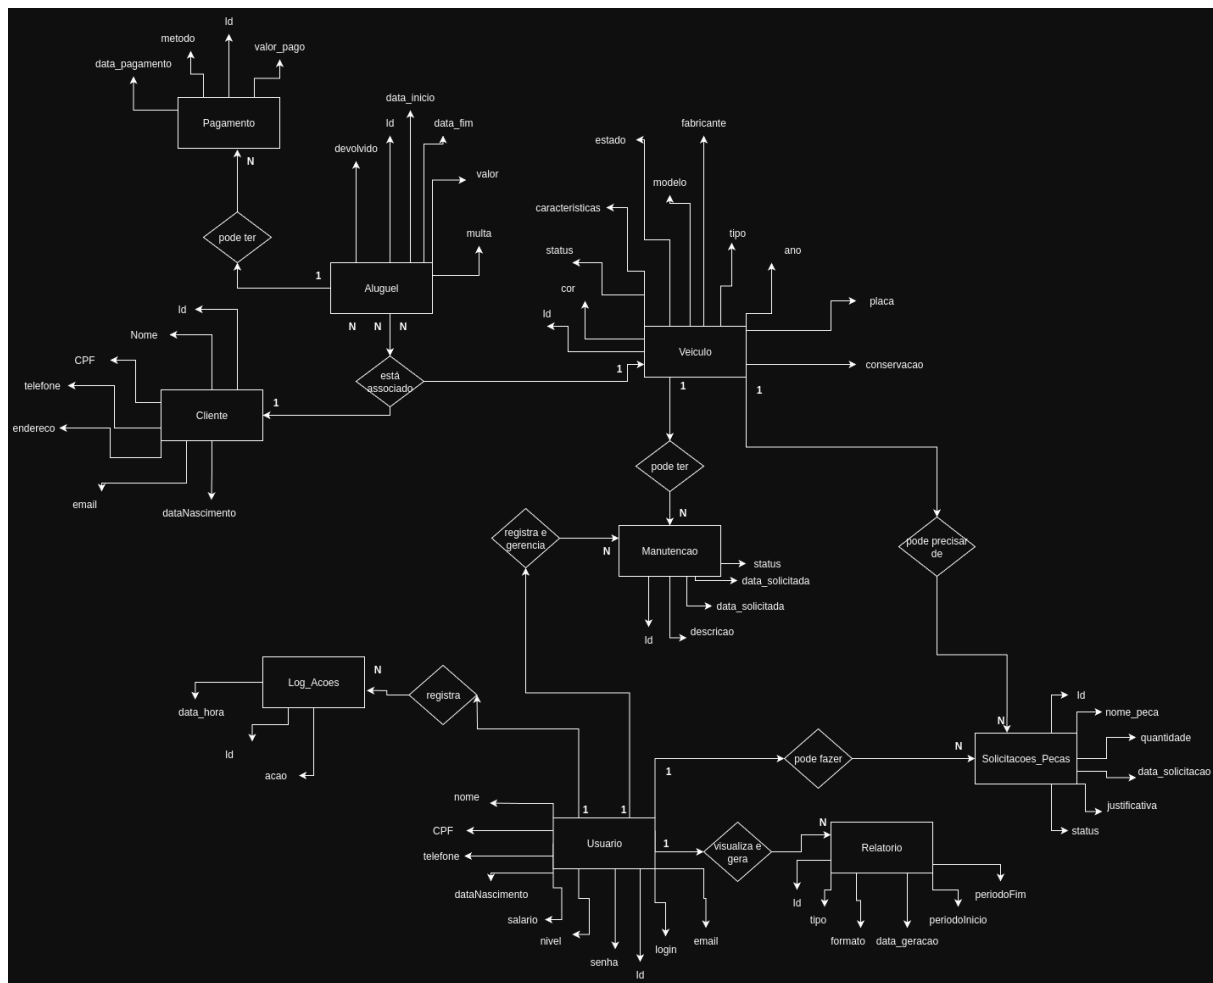 Id
metodo
valor_pago
data_pagamento
Pagamento
N
pode ter
1
data_inicio
Id
data_fim
devolvido
valor
multa
Aluguel
N N N
está
associado
1
1
Id
Nome
CPF
telefone
endereco
Cliente
email
dataNascimento
fabricante
estado
modelo
caracteristicas
tipo
status
ano
cor
Id
placa
Veiculo
conservacao
1
1
pode ter
N
pode precisar
de
registra e
gerencia
N
Manutencao
status
data_solicitada
data_solicitada
descricao
Id
Log_Acoes
N
registra
data_hora
Id
acao
N
Id
nome_peca
quantidade
Solicitacoes_Pecas
data_solicitacao
justificativa
status
pode fazer
N
1
nome
1
1
CPF
Usuario
1
telefone
visualiza e
gera
N
Relatorio
dataNascimento
salario
nivel
senha
Id
login
email
Id
tipo
formato
data_geracao
periodoInicio
periodoFim